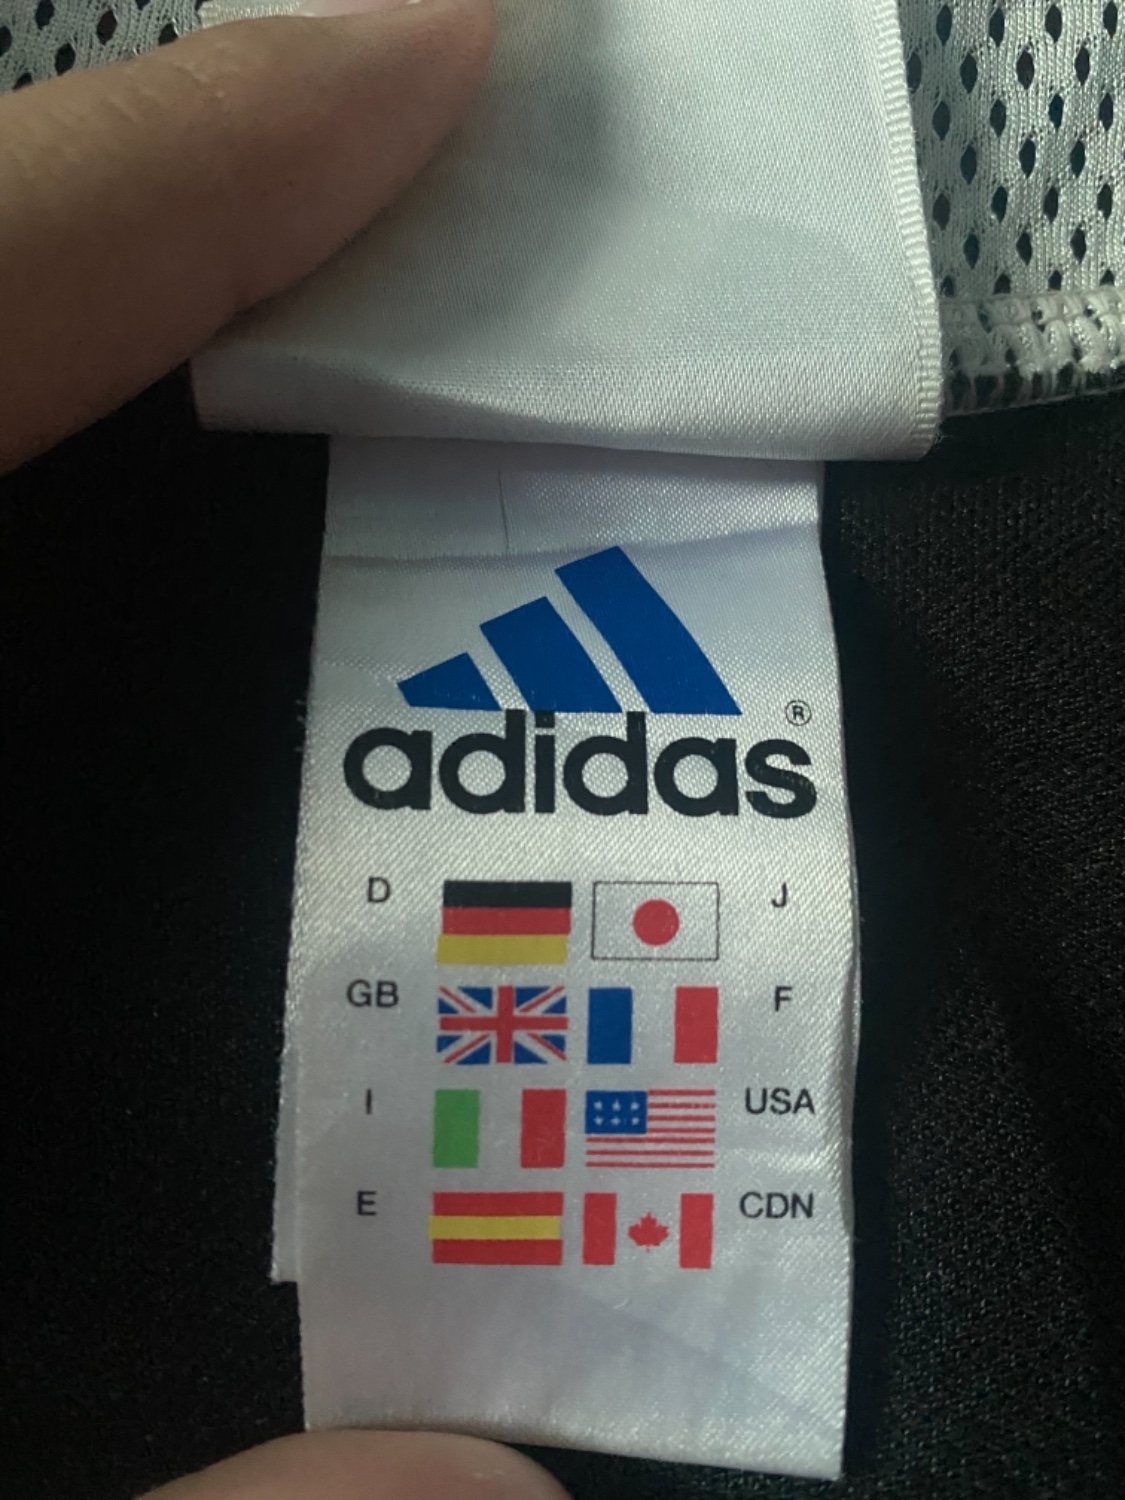 adidas ®
D J
GB F
I USA
E CDN